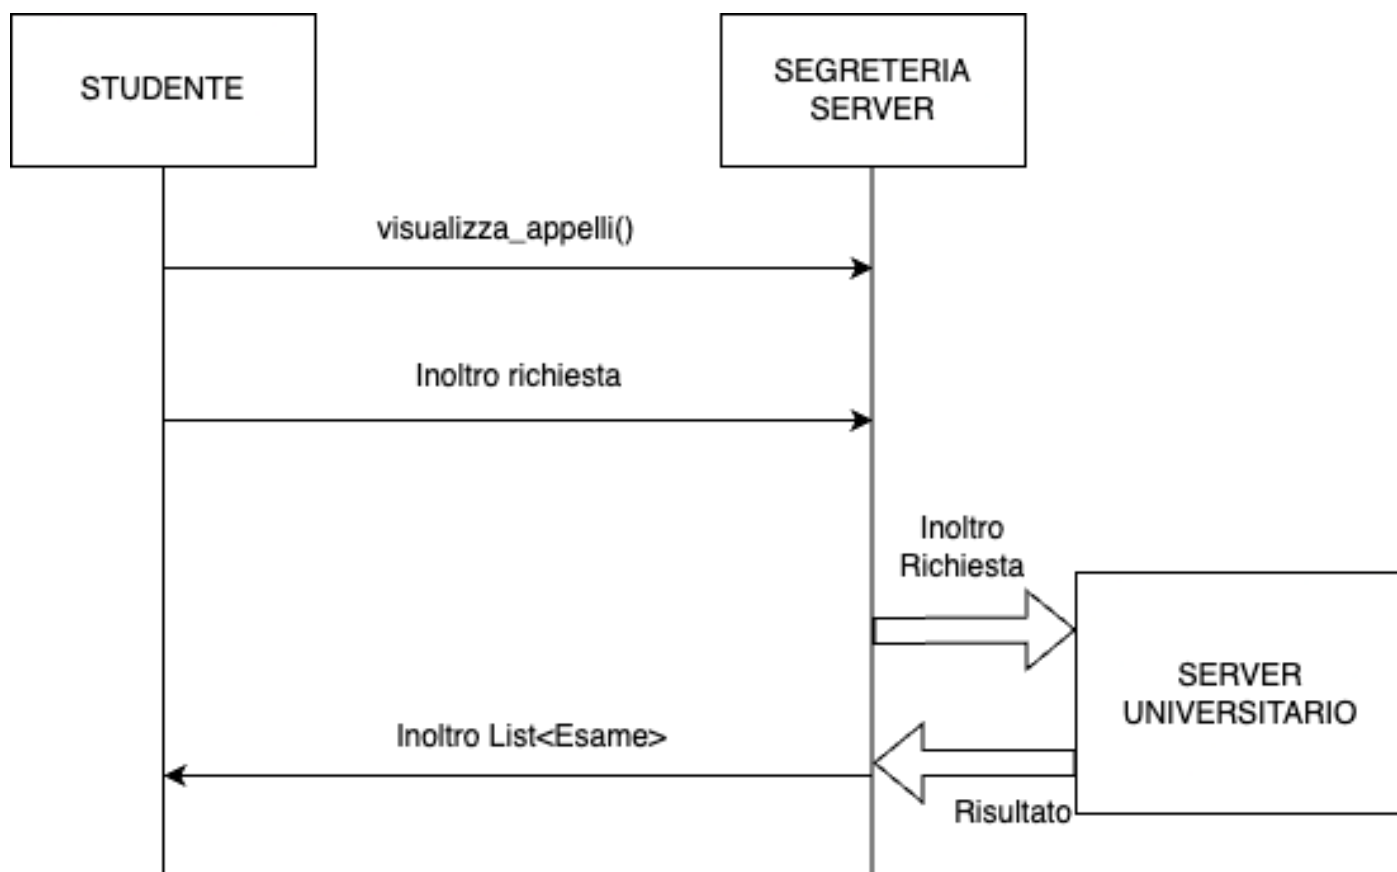 STUDENTE
SEGRETERIA
SERVER
visualizza_appelli()
Inoltro richiesta
Inoltro
Richiesta
SERVER
UNIVERSITARIO
Inoltro List<Esame>
Risultato